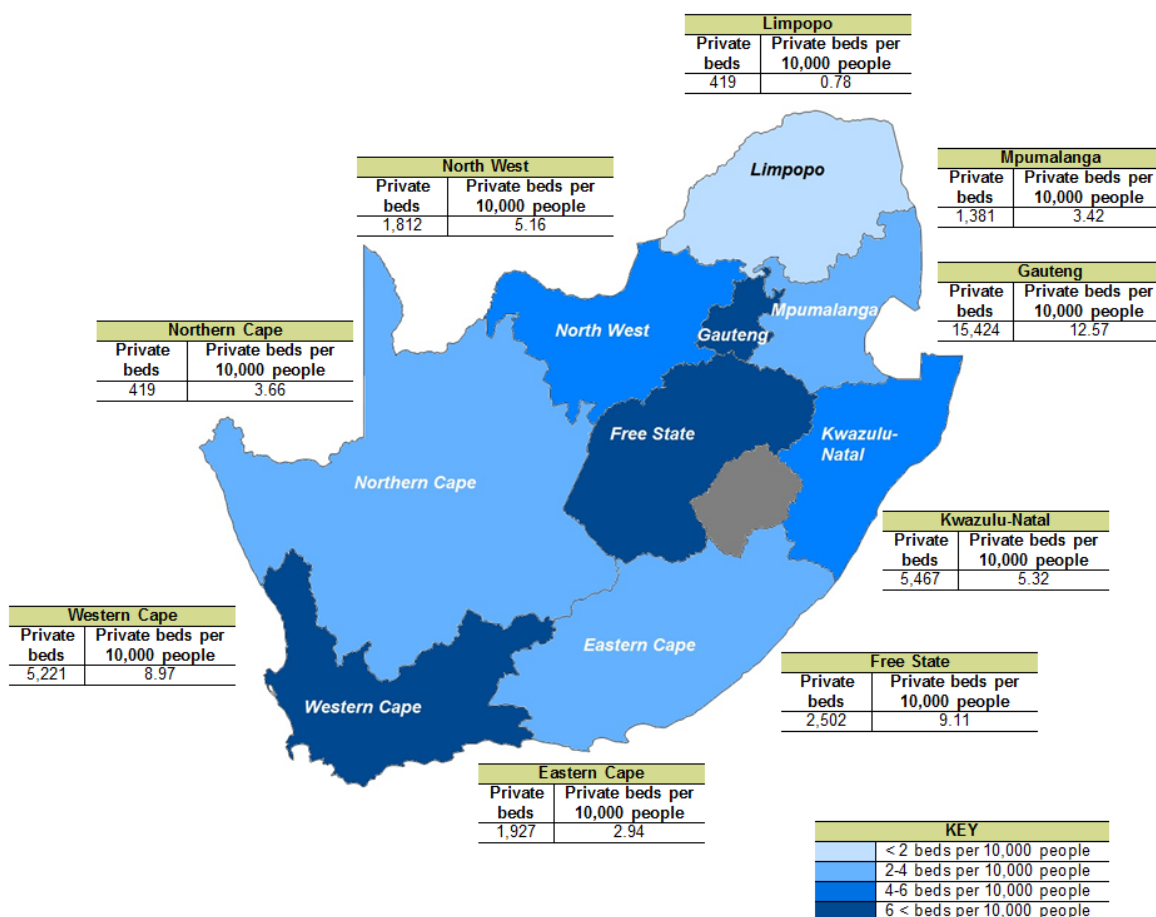 Limpopo
Private beds Private beds per 10,000 people
419 0.78
North West
Private beds Private beds per 10,000 people
1,812 5.16
Mpumalanga
Private beds Private beds per 10,000 people
1,381 3.42
Gauteng
Private beds Private beds per 10,000 people
15,424 12.57
Northern Cape
Private beds Private beds per 10,000 people
419 3.66
Limpopo
Mpumalanga
North West
Gauteng
Free State
Kwazulu-
Natal
Northern Cape
Eastern Cape
Western Cape
Kwazulu-Natal
Private beds Private beds per 10,000 people
5,467 5.32
Western Cape
Private beds Private beds per 10,000 people
5,221 8.97
Free State
Private beds Private beds per 10,000 people
2,502 9.11
Eastern Cape
Private beds Private beds per 10,000 people
1,927 2.94
KEY
< 2 beds per 10,000 people
2-4 beds per 10,000 people
4-6 beds per 10,000 people
6 < beds per 10,000 people